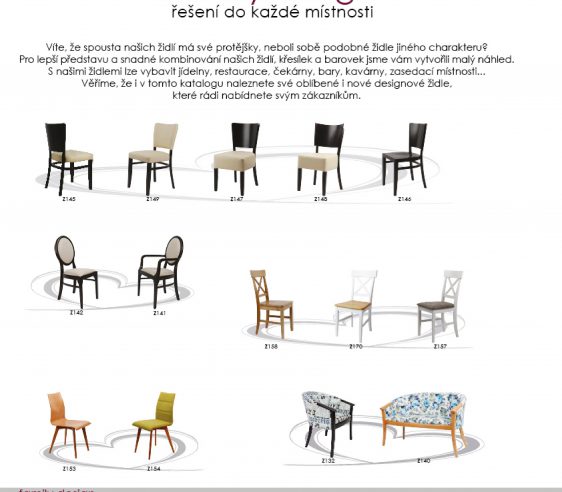 řešení do každé místnosti
Víte, že spousta našich židlí má své protějšky, neboli sobě podobné židle jiného charakteru?
Pro lepší představu a snadné kombinování našich židlí, křesílek a barovek jsme vám vytvořili malý náhled.
S našimi židlemi lze vybavit jídelny, restaurace, čekárny, bary, kavárny, zasedací místnosti...
Věříme, že i v tomto katalogu naleznete své oblíbené i nové designové židle,
které rádi nabídnete svým zákazníkům.
Z145 Z149 Z147 Z148 Z146
Z142 Z141
Z158 Z170 Z157
Z153 Z154
Z132 Z140